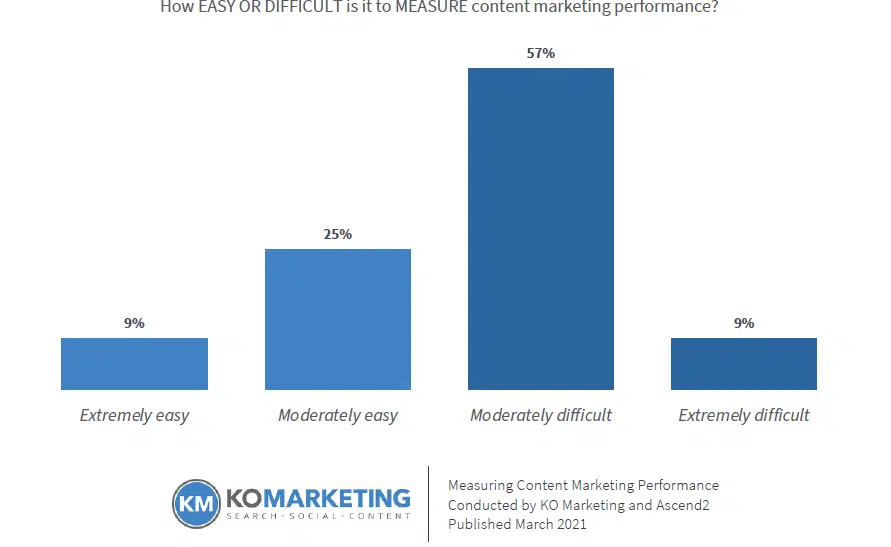 How EASY OR DIFFICULT is it to MEASURE content marketing performance?
57%
25%
9%
9%
Extremely easy
Moderately easy
Moderately difficult
Extremely difficult
KM
KOMARKETING
SEARCH · SOCIAL · CONTENT
Measuring Content Marketing Performance
Conducted by KO Marketing and Ascend2
Published March 2021